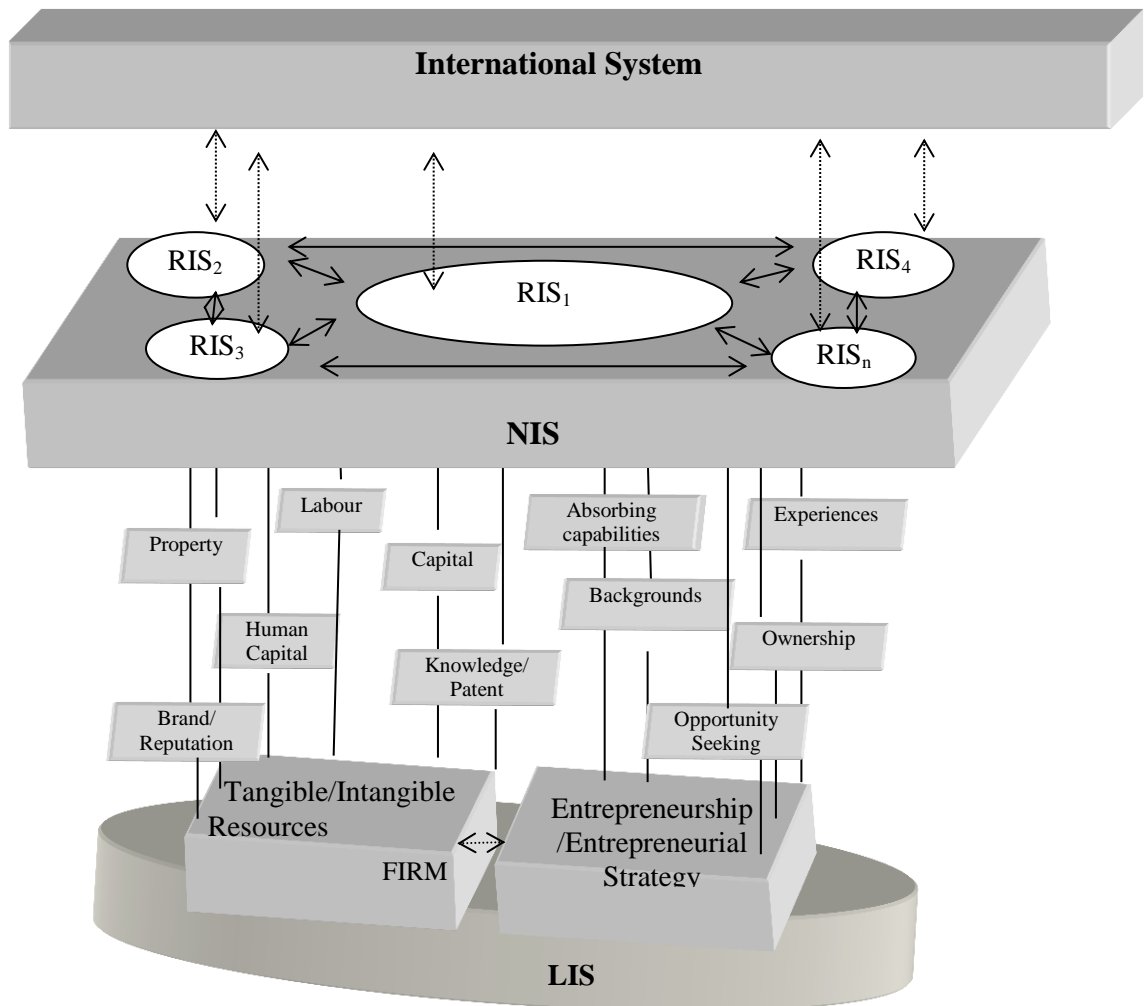 International System
RIS2
RIS4
RIS1
RIS3
RISn
NIS
Labour
Absorbing
capabilities
Experiences
Property
Capital
Backgrounds
Human
Capital
Ownership
Knowledge/
Patent
Brand/
Reputation
Opportunity
Seeking
Tangible/Intangible
Resources
FIRM
Entrepreneurship
/Entrepreneurial
Strategy
LIS